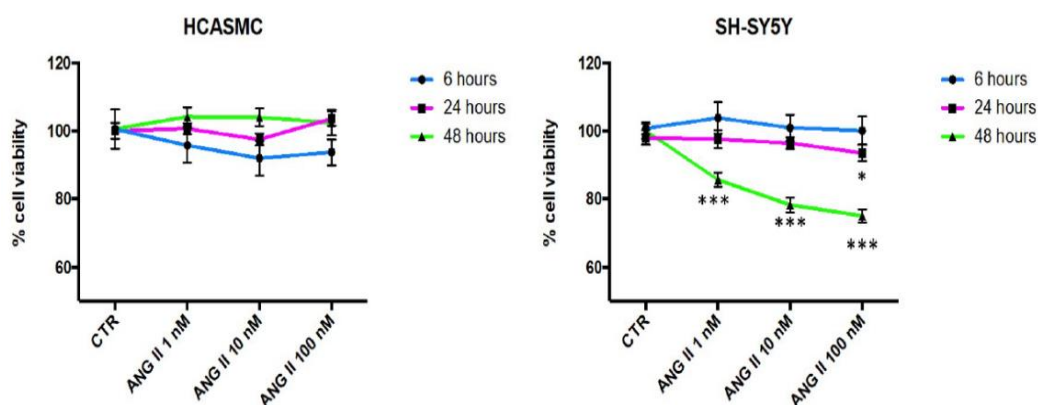 HCASMC
% cell viability
120
100
80
60
CTR
ANG II 1 nM
ANG II 10 nM
ANG II 100 nM
6 hours
24 hours
48 hours
SH-SY5Y
% cell viability
120
100
80
60
***
***
*
***
CTR
ANG II 1 nM
ANG II 10 nM
ANG II 100 nM
6 hours
24 hours
48 hours